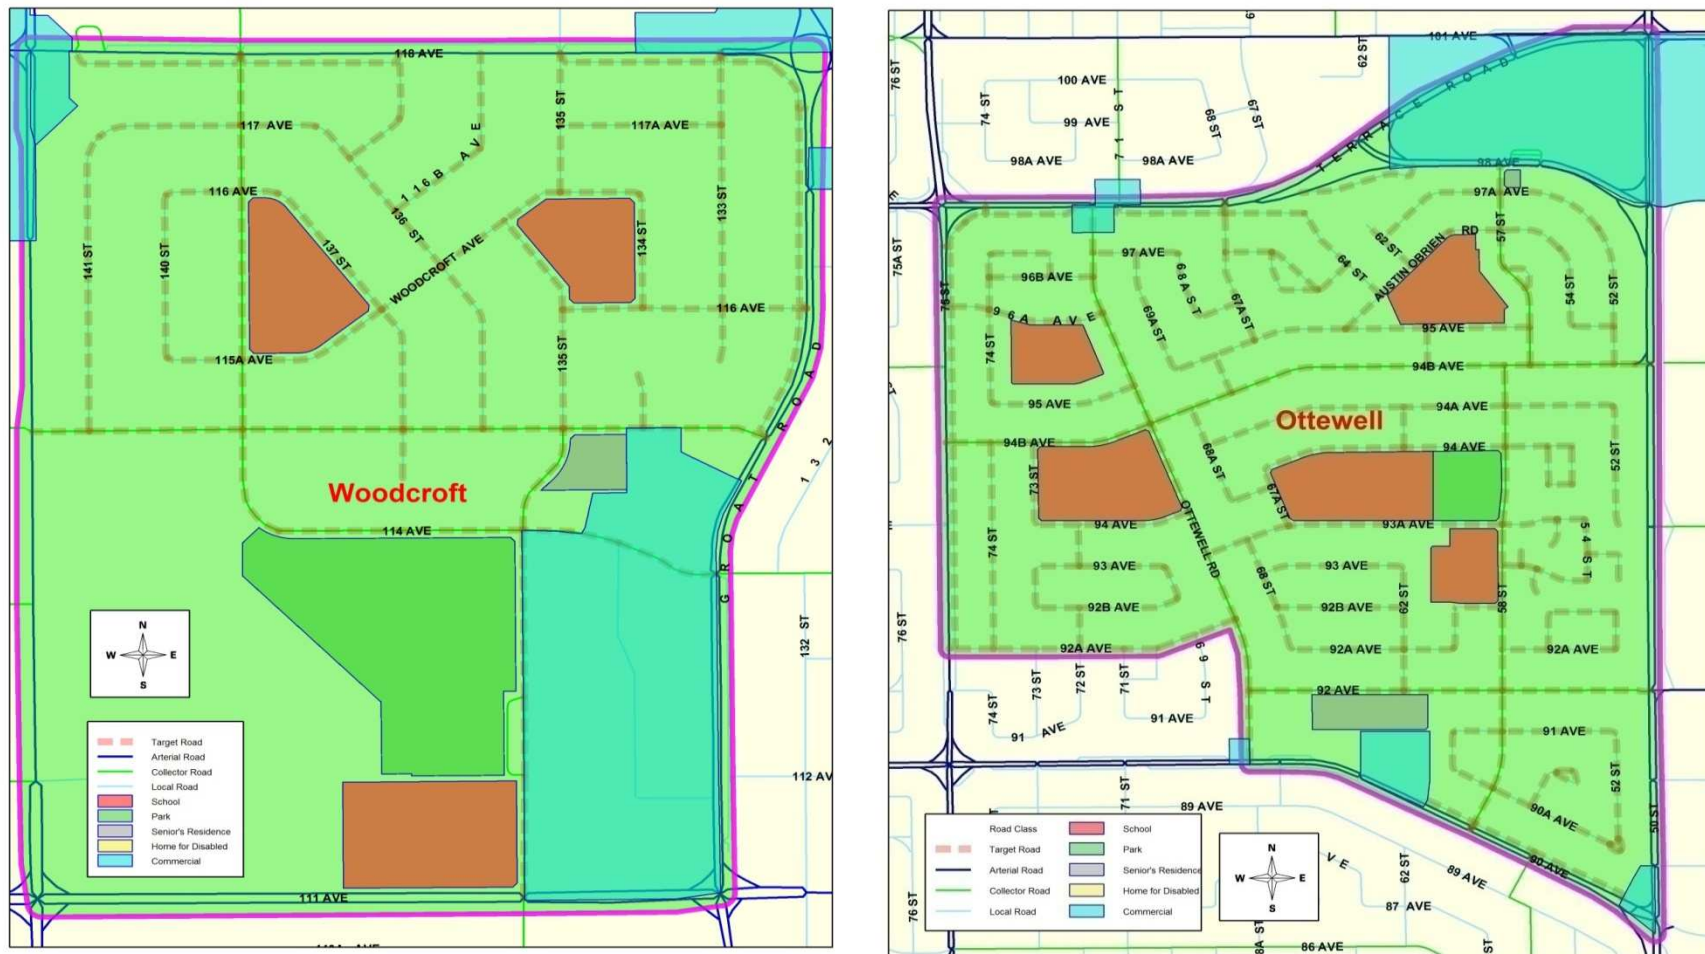 118 AVE
135 ST
117 AVE
117A AVE
116B AVE
116 AVE
136 ST
133 ST
134 ST
141 ST
140 ST
137 ST
WOODCROFT AVE
116 AVE
135 ST
115A AVE
GROAT ROAD
132
Woodcroft
114 AVE
N
W E
S
132 ST
Target Road
Arterial Road
Collector Road
Local Road
School
Park
Senior's Residence
Home for Disabled
Commercial
112 AV
111 AVE
101 AVE
62 ST
76 ST
100 AVE
74 ST
71 ST
68 ST
67 ST
99 AVE
98A AVE
98A AVE
TERRACE ROAD
98 AVE
97A AVE
57 ST
75A ST
97 AVE
62 ST
AUSTIN OBRIEN RD
64 ST
96B AVE
68A ST
67A ST
54 ST
52 ST
76 ST
96A AVE
69A ST
74 ST
95 AVE
94B AVE
95 AVE
94A AVE
Ottewell
94B AVE
94 AVE
68A ST
52 ST
73 ST
67A ST
94 AVE
93A AVE
OTTEWELL RD
74 ST
54 ST
93 AVE
68 ST
93 AVE
92B AVE
92B AVE
62 ST
58 ST
76 ST
92A AVE
92A AVE
92A AVE
69 ST
73 ST
72 ST
71 ST
92 AVE
74 ST
91 AVE
91 AVE
91 AVE
52 ST
71 ST
89 AVE
90A AVE
50 ST
90 AVE
Road Class
Target Road
Arterial Road
Collector Road
Local Road
School
Park
Senior's Residence
Home for Disabled
Commercial
N
W E
S
VE
62 ST
89 AVE
87 AVE
76 ST
86 AVE
ST